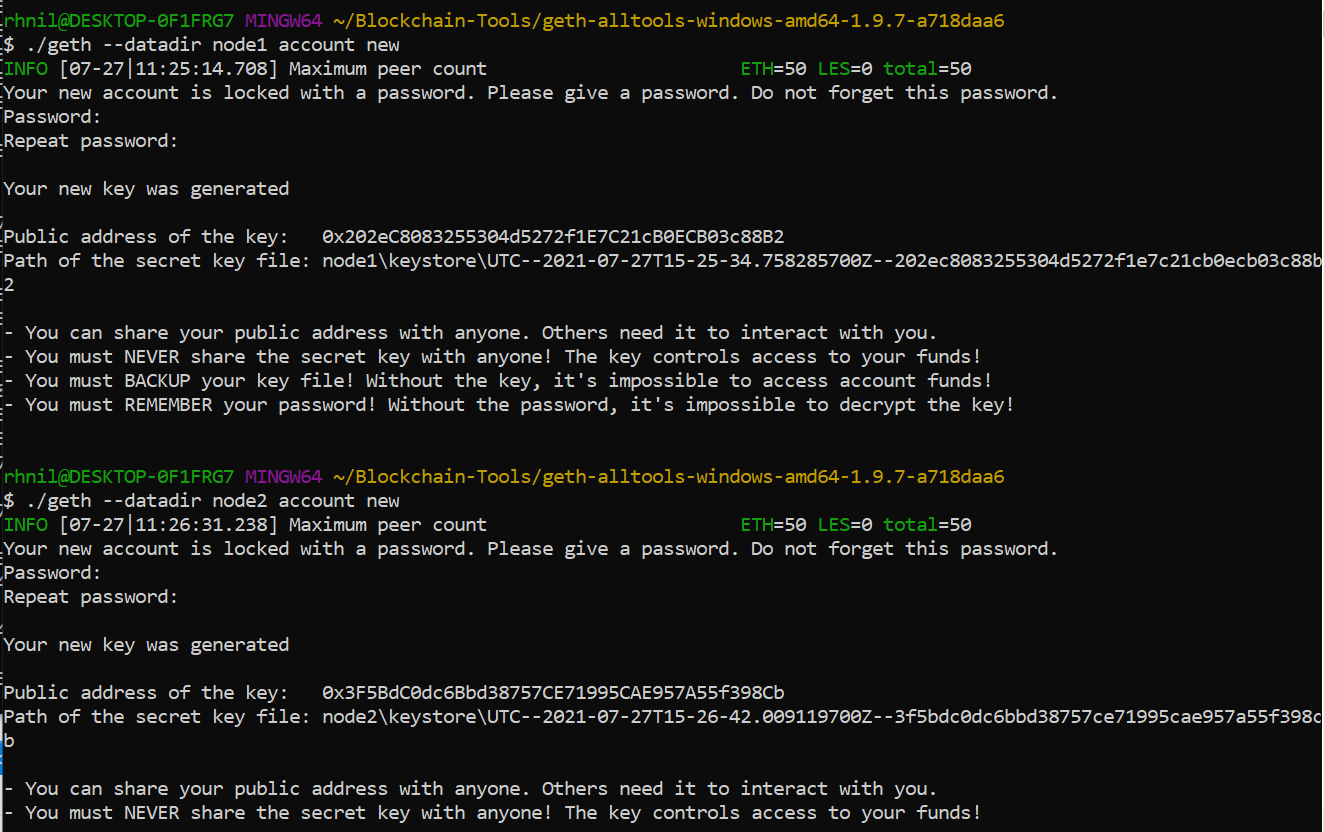 rhnil@DESKTOP-0F1FRG7 MINGW64 ~/Blockchain-Tools/geth-alltools-windows-amd64-1.9.7-a718daa6
$ ./geth --datadir node1 account new
INFO [07-27|11:25:14.708] Maximum peer count                       ETH=50 LES=0 total=50
Your new account is locked with a password. Please give a password. Do not forget this password.
Password:
Repeat password:
Your new key was generated
Public address of the key:   0x202eC8083255304d5272f1E7C21cB0ECB03c88B2
Path of the secret key file: node1\keystore\UTC--2021-07-27T15-25-34.758285700Z--202ec8083255304d5272f1e7c21cb0ecb03c88b
2
- You can share your public address with anyone. Others need it to interact with you.
- You must NEVER share the secret key with anyone! The key controls access to your funds!
- You must BACKUP your key file! Without the key, it's impossible to access account funds!
- You must REMEMBER your password! Without the password, it's impossible to decrypt the key!
rhnil@DESKTOP-0F1FRG7 MINGW64 ~/Blockchain-Tools/geth-alltools-windows-amd64-1.9.7-a718daa6
$ ./geth --datadir node2 account new
INFO [07-27|11:26:31.238] Maximum peer count                       ETH=50 LES=0 total=50
Your new account is locked with a password. Please give a password. Do not forget this password.
Password:
Repeat password:
Your new key was generated
Public address of the key:   0x3F5BdC0dc6Bbd38757CE71995CAE957A55f398Cb
Path of the secret key file: node2\keystore\UTC--2021-07-27T15-26-42.009119700Z--3f5bdc0dc6bbd38757ce71995cae957a55f398c
b
- You can share your public address with anyone. Others need it to interact with you.
- You must NEVER share the secret key with anyone! The key controls access to your funds!